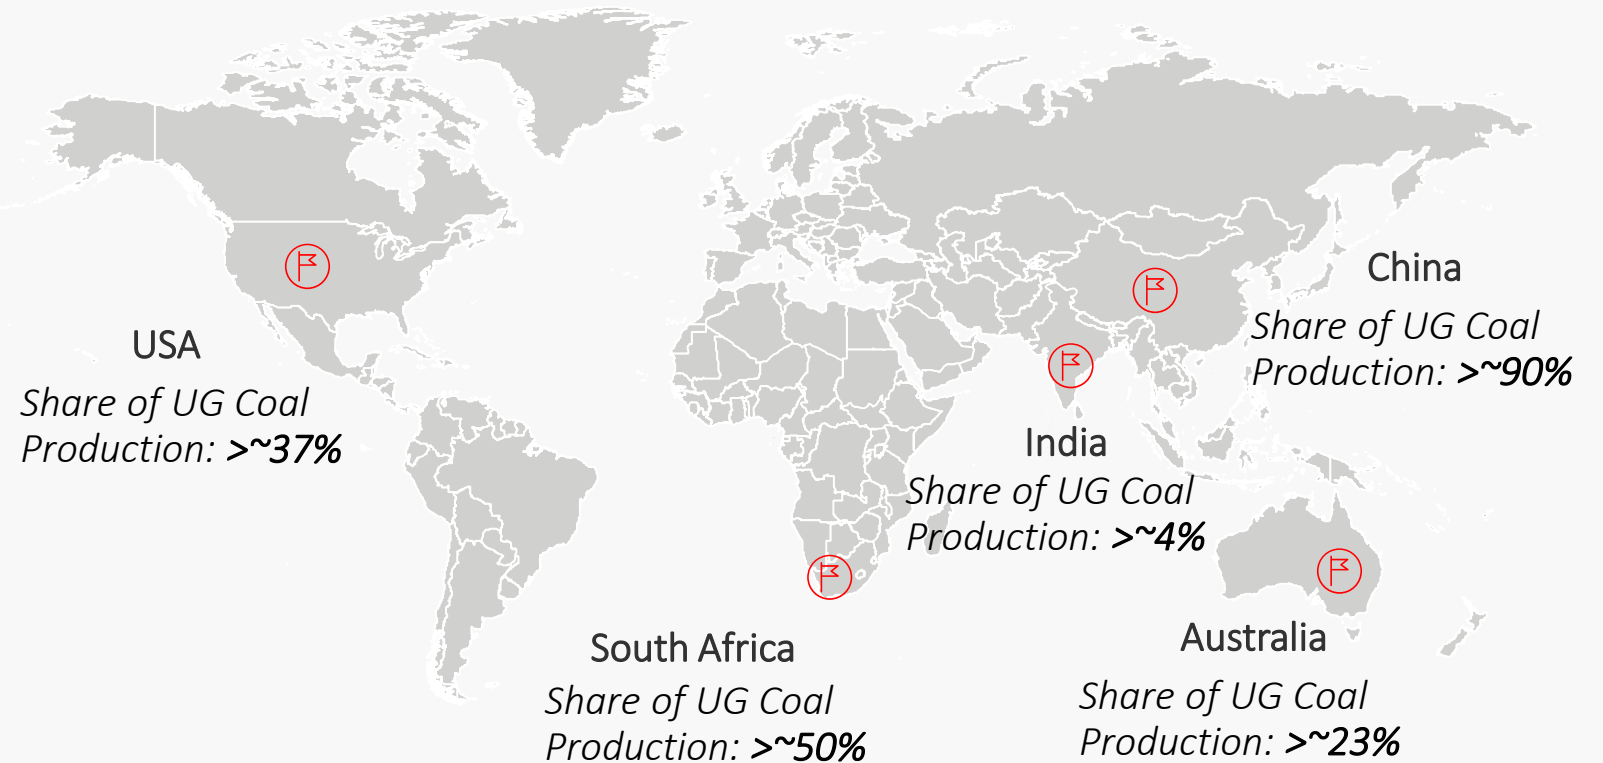 USA
Share of UG Coal
Production: >~37%
China
Share of UG Coal
Production: >~90%
India
Share of UG Coal
Production: >~4%
South Africa
Share of UG Coal
Production: >~50%
Australia
Share of UG Coal
Production: >~23%